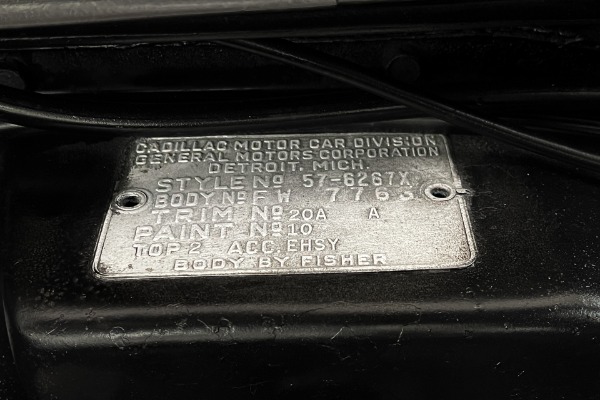 CADILLAC MOTOR CAR DIVISION
GENERAL MOTORS CORPORATION
DETROIT, MICH.
STYLE Nº 57-6267X
BODY Nº FW 7763
TRIM Nº 20A A
PAINT Nº 10
TOP 2 ACC. EHSY
BODY BY FISHER